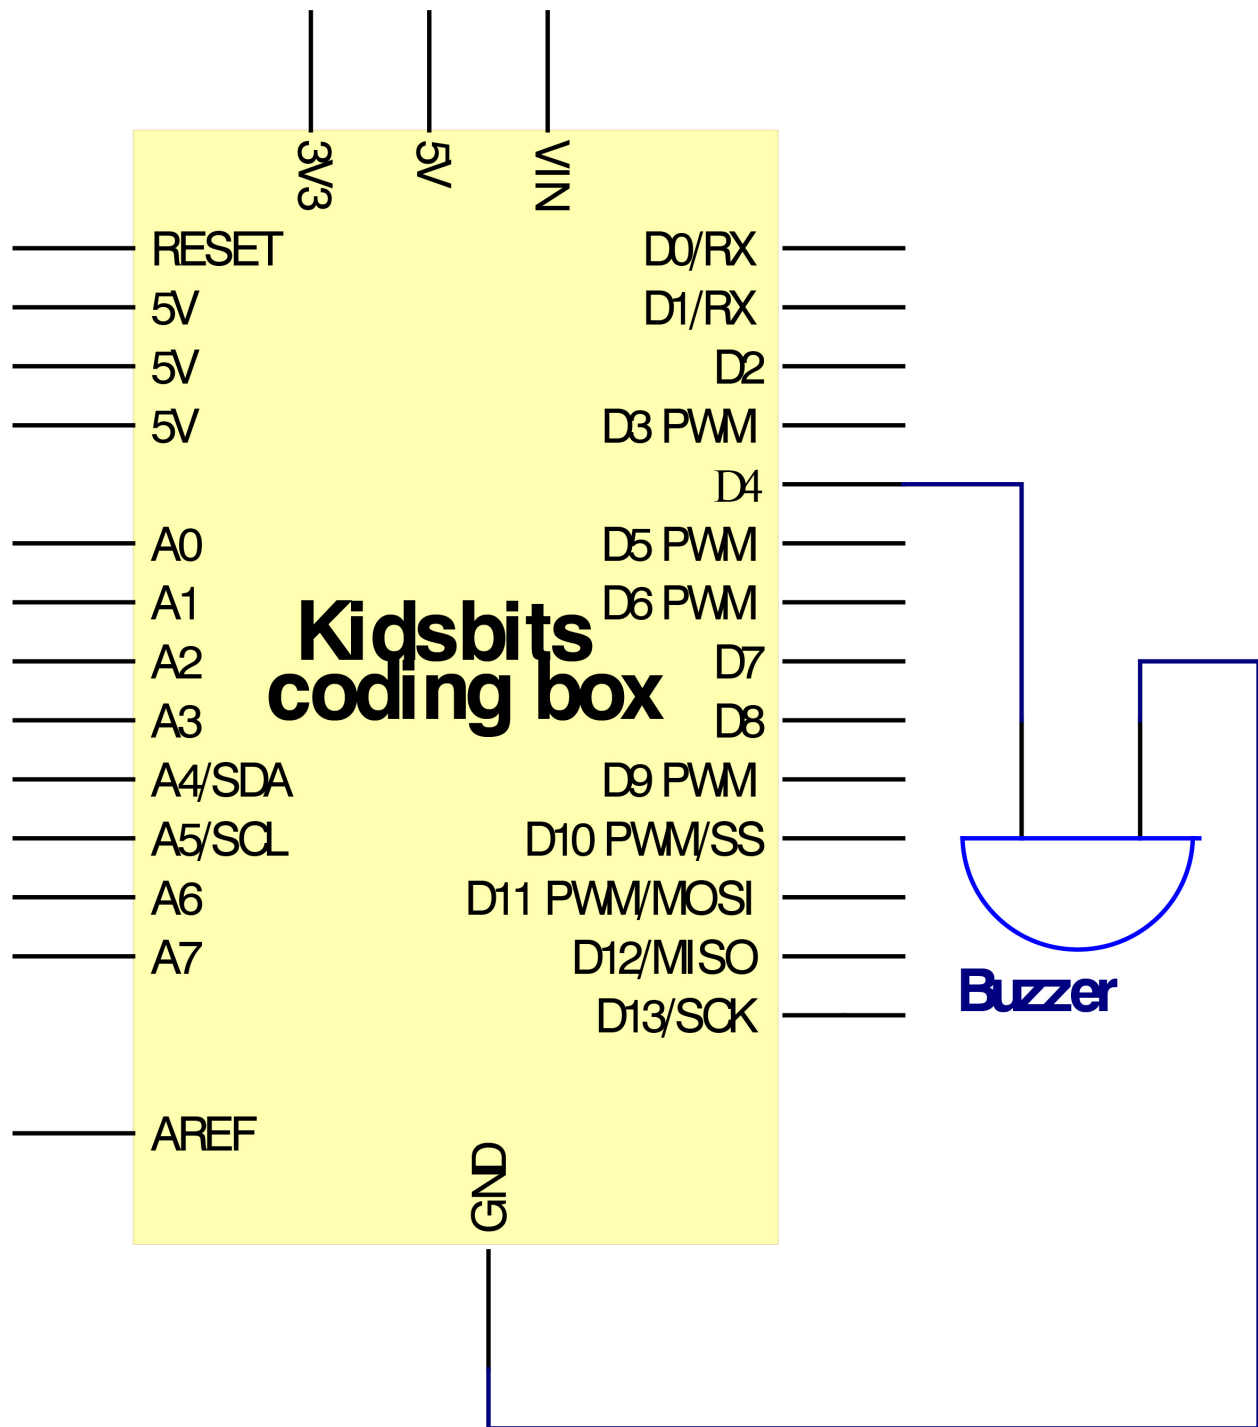 3V3
5V
VIN
RESET
5V
5V
5V
A0
A1
A2
A3
A4/SDA
A5/SCL
A6
A7
AREF
Kidsbits
coding box
D0/RX
D1/RX
D2
D3 PWM
D4
D5 PWM
D6 PWM
D7
D8
D9 PWM
D10 PWM/SS
D11 PWM/MOSI
D12/MISO
D13/SCK
GND
Buzzer